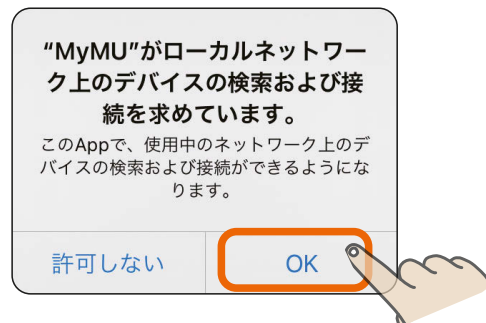 “MyMU”がローカルネットワー
ク上のデバイスの検索および接
続を求めています。
このAppで、使用中のネットワーク上のデ
バイスの検索および接続ができるようにな
ります。
許可しない
OK